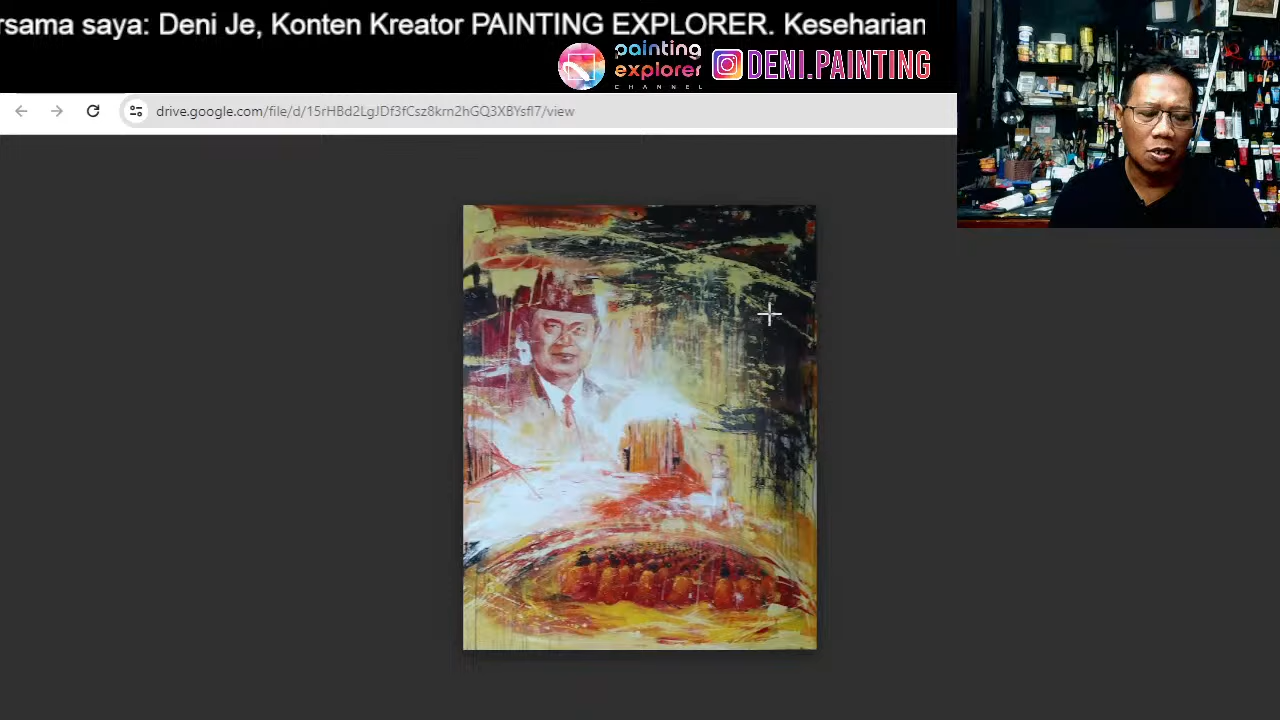 rsama saya: Deni Je, Konten Kreator PAINTING EXPLORER. Keseharian
painting
explorer
CHANNEL
DENI.PAINTING
drive.google.com/file/d/15rHBd2LgJDf3fCsz8krn2hGQ3XBYsfl7/view